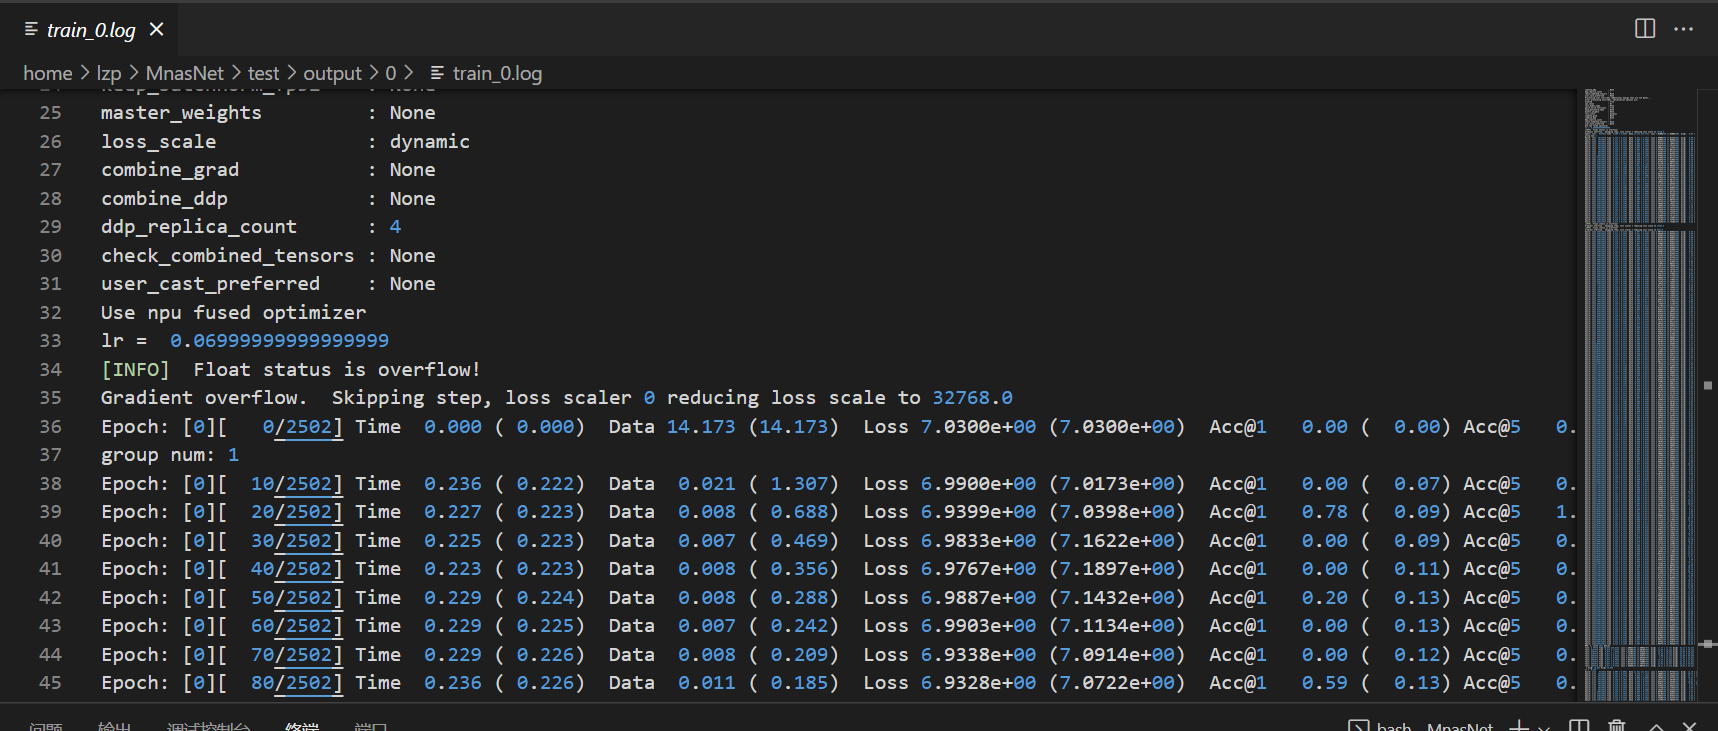 train_0.log
home > lzp > MnasNet > test > output > 0 > train_0.log
25 master_weights : None
26 loss_scale : dynamic
27 combine_grad : None
28 combine_ddp : None
29 ddp_replica_count : 4
30 check_combined_tensors : None
31 user_cast_preferred : None
32 Use npu fused optimizer
33 lr = 0.06999999999999999
34 [INFO] Float status is overflow!
35 Gradient overflow. Skipping step, loss scaler 0 reducing loss scale to 32768.0
36 Epoch: [0][ 0/2502] Time 0.000 ( 0.000) Data 14.173 (14.173) Loss 7.0300e+00 (7.0300e+00) Acc@1 0.00 ( 0.00) Acc@5 0.
37 group num: 1
38 Epoch: [0][ 10/2502] Time 0.236 ( 0.222) Data 0.021 ( 1.307) Loss 6.9900e+00 (7.0173e+00) Acc@1 0.00 ( 0.07) Acc@5 0.
39 Epoch: [0][ 20/2502] Time 0.227 ( 0.223) Data 0.008 ( 0.688) Loss 6.9399e+00 (7.0398e+00) Acc@1 0.78 ( 0.09) Acc@5 1.
40 Epoch: [0][ 30/2502] Time 0.225 ( 0.223) Data 0.007 ( 0.469) Loss 6.9833e+00 (7.1622e+00) Acc@1 0.00 ( 0.09) Acc@5 0.
41 Epoch: [0][ 40/2502] Time 0.223 ( 0.223) Data 0.008 ( 0.356) Loss 6.9767e+00 (7.1897e+00) Acc@1 0.00 ( 0.11) Acc@5 0.
42 Epoch: [0][ 50/2502] Time 0.229 ( 0.224) Data 0.008 ( 0.288) Loss 6.9887e+00 (7.1432e+00) Acc@1 0.20 ( 0.13) Acc@5 0.
43 Epoch: [0][ 60/2502] Time 0.229 ( 0.225) Data 0.007 ( 0.242) Loss 6.9903e+00 (7.1134e+00) Acc@1 0.00 ( 0.13) Acc@5 0.
44 Epoch: [0][ 70/2502] Time 0.229 ( 0.226) Data 0.008 ( 0.209) Loss 6.9338e+00 (7.0914e+00) Acc@1 0.00 ( 0.12) Acc@5 0.
45 Epoch: [0][ 80/2502] Time 0.236 ( 0.226) Data 0.011 ( 0.185) Loss 6.9328e+00 (7.0722e+00) Acc@1 0.59 ( 0.13) Acc@5 0.
问题 输出 调试控制台 终端 端口 bash - MnasNet